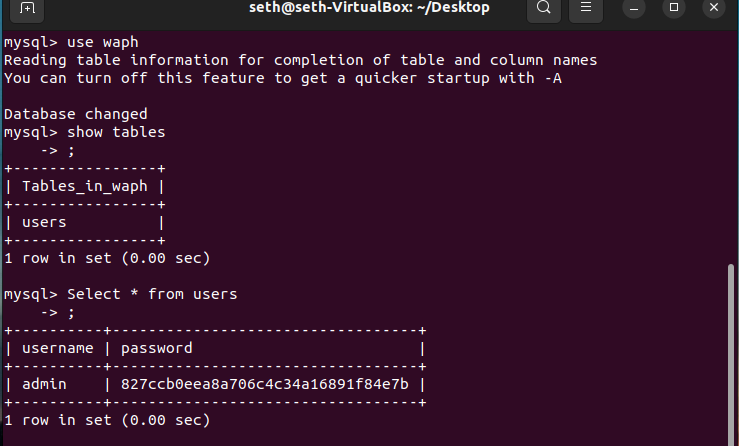 seth@seth-VirtualBox: ~/Desktop
mysql> use waph
Reading table information for completion of table and column names
You can turn off this feature to get a quicker startup with -A

Database changed
mysql> show tables
    -> ;
+----------------+
| Tables_in_waph |
+----------------+
| users          |
+----------------+
1 row in set (0.00 sec)

mysql> Select * from users
    -> ;
+----------+----------------------------------+
| username | password                         |
+----------+----------------------------------+
| admin    | 827ccb0eea8a706c4c34a16891f84e7b |
+----------+----------------------------------+
1 row in set (0.00 sec)